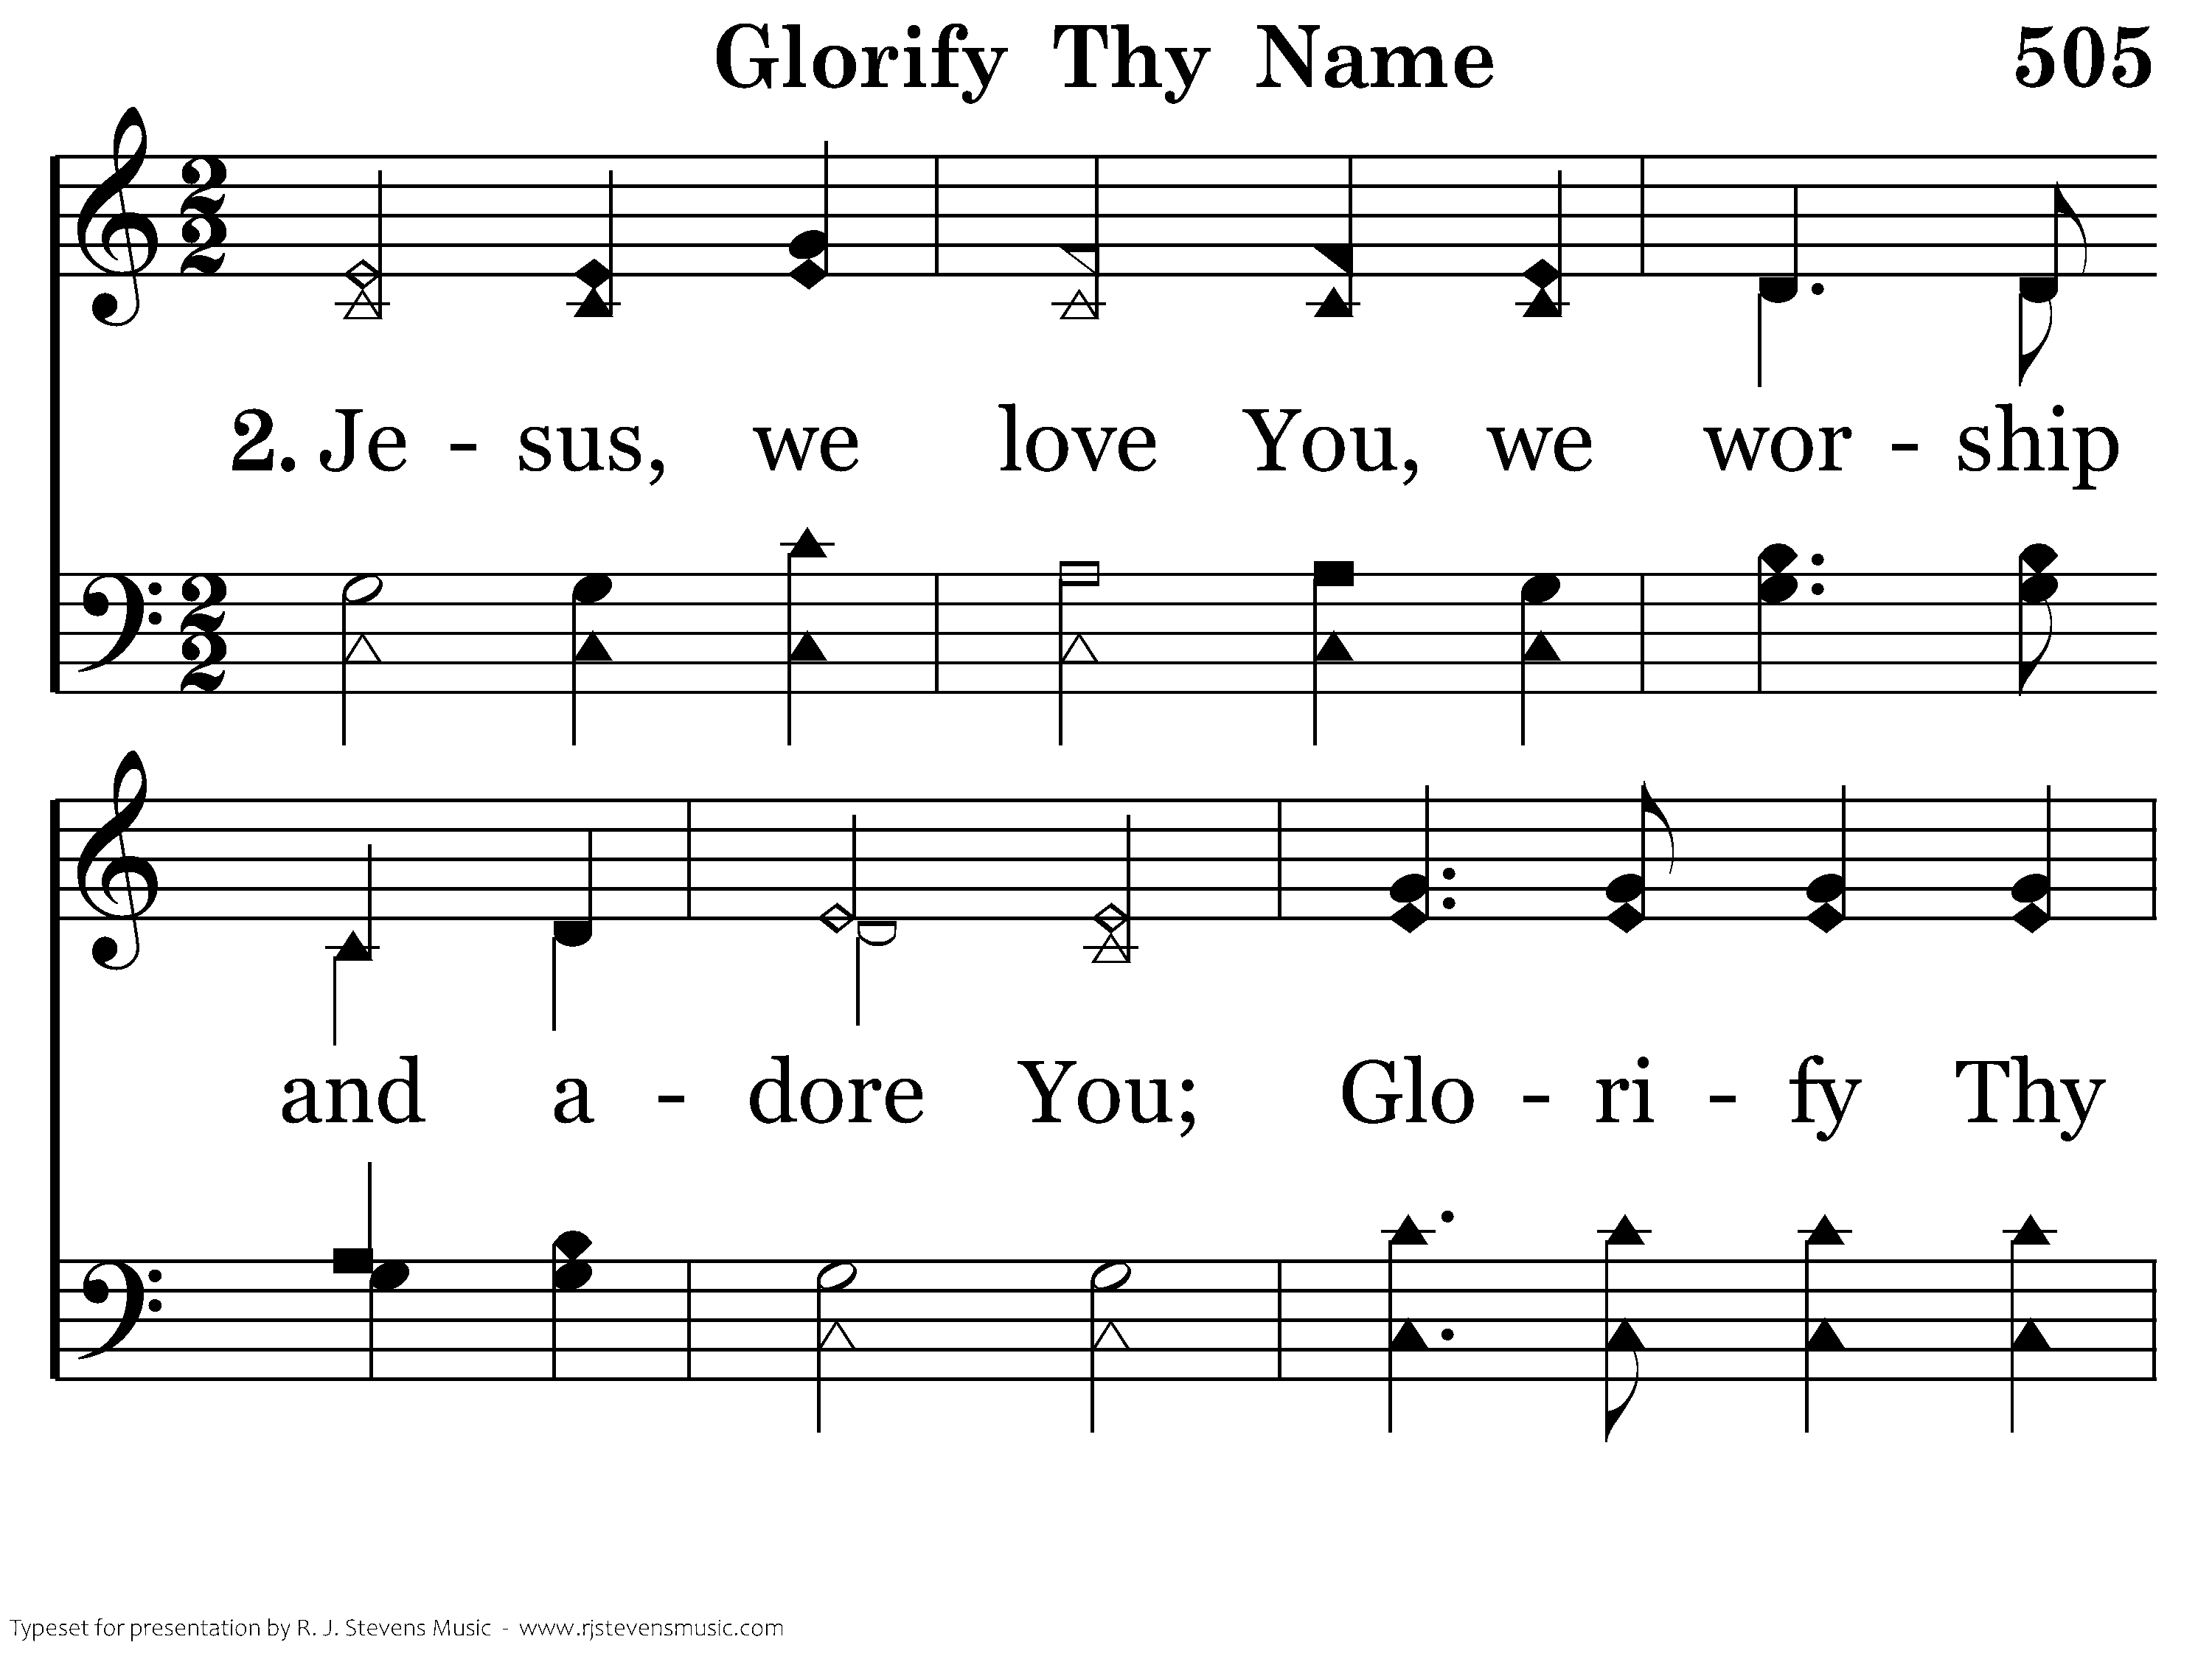 Glorify Thy Name 505
2. Je - sus, we love You, we wor - ship
and a - dore You; Glo - ri - fy Thy
Typeset for presentation by R. J. Stevens Music - www.rjstevensmusic.com